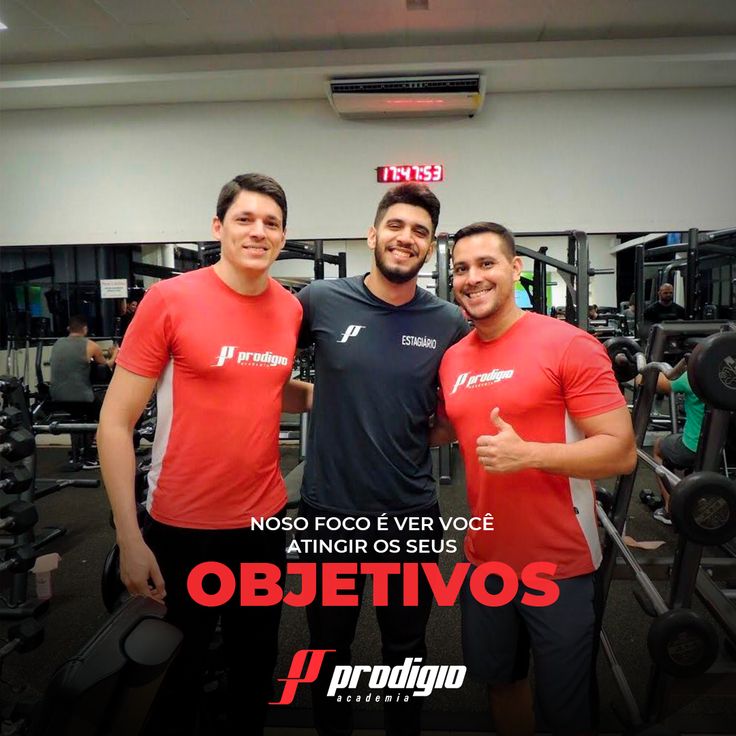 17:47:53
prodigio
academia
ESTAGIÁRIO
prodigio
academia
NOSO FOCO É VER VOCÊ
ATINGIR OS SEUS
OBJETIVOS
prodigio
academia